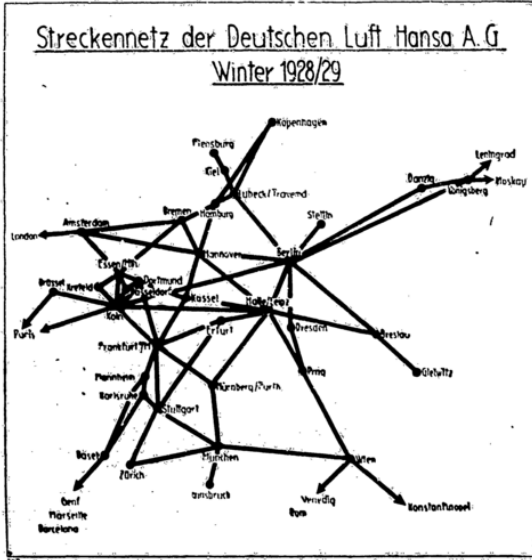 Streckennetz der Deutschen Luft Hansa A.G
Winter 1928/29
Kopenhagen
Flensburg
Kiel
Leningrad
Danzig
Moskau
Königsberg
Lübeck/Travemd
Bremen
Hamburg
Stettin
Amsterdam
London
Hannover
Berlin
Essen/Mh.
Dortmund
Krefeld
Düsseldorf
Brüssel
Kassel
Halle/Leipz
Köln
Erfurt
Dresden
Breslau
Paris
Frankfurt/M
Mannheim
Prag
Gleiwitz
Karlsruhe
Nürnberg/Fürth
Stuttgart
Basel
München
Wien
Zürich
Genf
Innsbruck
Venedig
Konstantinopel
Marseille
Rom
Barcelona